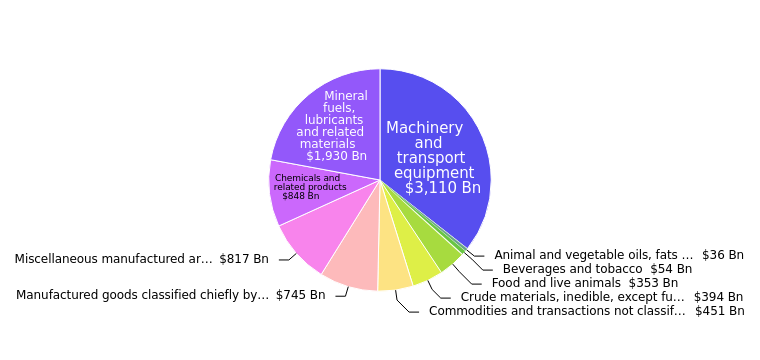 Mineral
fuels,
lubricants
and related
materials
$1,930 Bn
Machinery
and
transport
equipment
$3,110 Bn
Chemicals and
related products
$848 Bn
Miscellaneous manufactured ar… $817 Bn
Manufactured goods classified chiefly by… $745 Bn
Animal and vegetable oils, fats … $36 Bn
Beverages and tobacco $54 Bn
Food and live animals $353 Bn
Crude materials, inedible, except fu… $394 Bn
Commodities and transactions not classif… $451 Bn